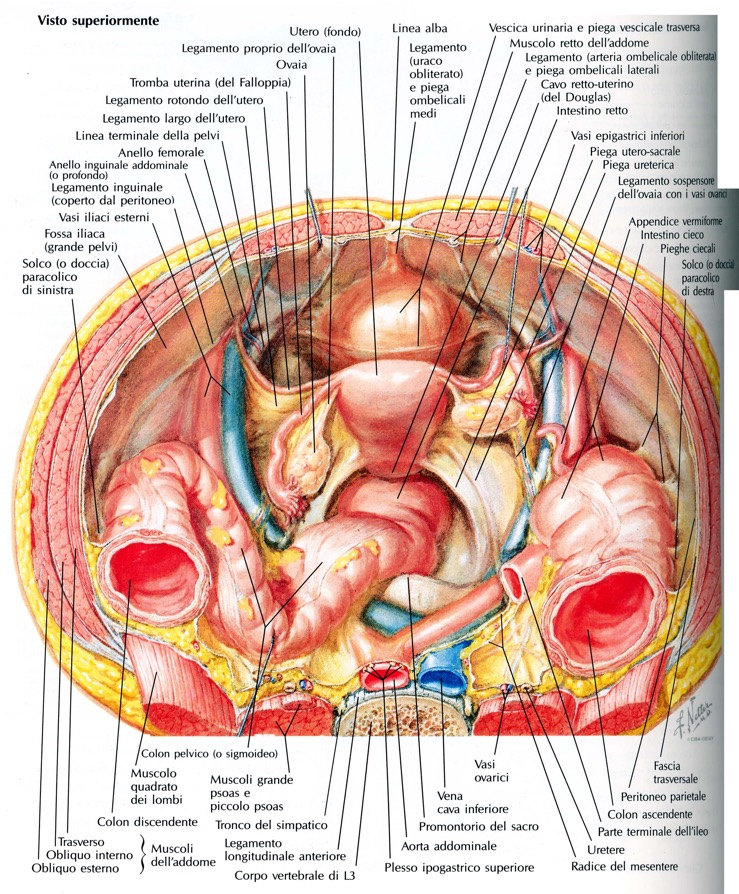 Visto superiormente
Utero (fondo)
Legamento proprio dell'ovaia
Ovaia
Tromba uterina (del Falloppia)
Legamento rotondo dell'utero
Legamento largo dell'utero
Linea terminale della pelvi
Anello femorale
Anello inguinale addominale
(o profondo)
Legamento inguinale
(coperto dal peritoneo)
Vasi iliaci esterni
Fossa iliaca
(grande pelvi)
Solco (o doccia)
paracolico
di sinistra
Linea alba
Legamento
(uraco
obliterato)
e piega
ombelicali
medi
Vescica urinaria e piega vescicale trasversa
Muscolo retto dell'addome
Legamento (arteria ombelicale obliterata)
e piega ombelicali laterali
Cavo retto-uterino
(del Douglas)
Intestino retto
Vasi epigastrici inferiori
Piega utero-sacrale
Piega ureterica
Legamento sospensore
dell'ovaia con i vasi ovarici
Appendice vermiforme
Intestino cieco
Pieghe ciecali
Solco (o doccia)
paracolico
di destra
Colon pelvico (o sigmoideo)
Muscolo
quadrato
dei lombi
Colon discendente
Trasverso
Obliquo interno
Obliquo esterno
Muscoli
dell'addome
Muscoli grande
psoas e
piccolo psoas
Tronco del simpatico
Legamento
longitudinale anteriore
Corpo vertebrale di L3
Plesso ipogastrico superiore
Aorta addominale
Promontorio del sacro
Vena
cava inferiore
Vasi
ovarici
Fascia
trasversale
Peritoneo parietale
Colon ascendente
Parte terminale dell'ileo
Uretere
Radice del mesentere
F. Netter
M.D.